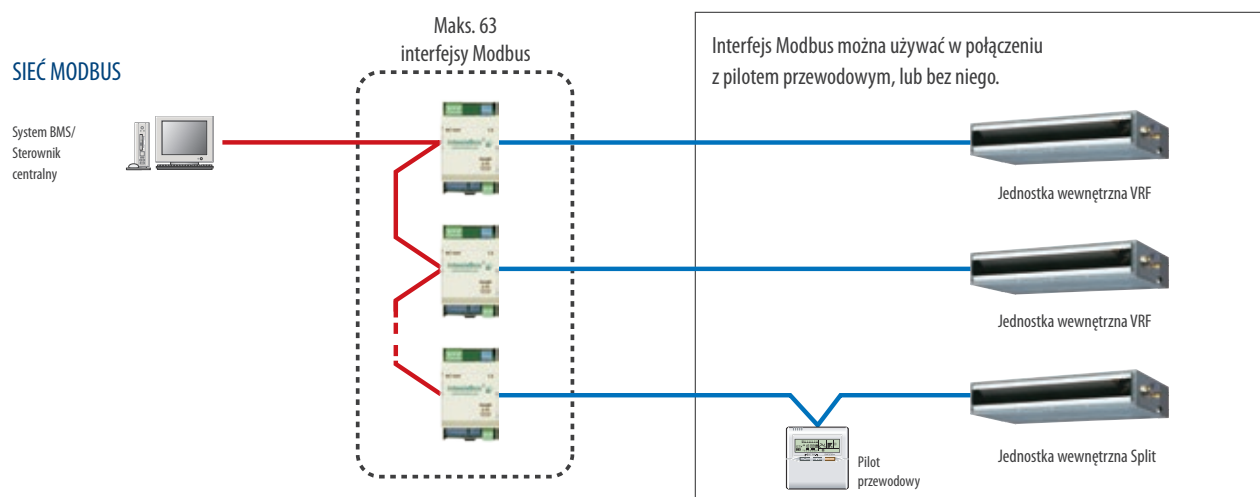 Maks. 63
interfejsy Modbus
SIEĆ MODBUS
System BMS/
Sterownik
centralny
Interfejs Modbus można używać w połączeniu
z pilotem przewodowym, lub bez niego.
Jednostka wewnętrzna VRF
Jednostka wewnętrzna VRF
Jednostka wewnętrzna Split
Pilot
przewodowy